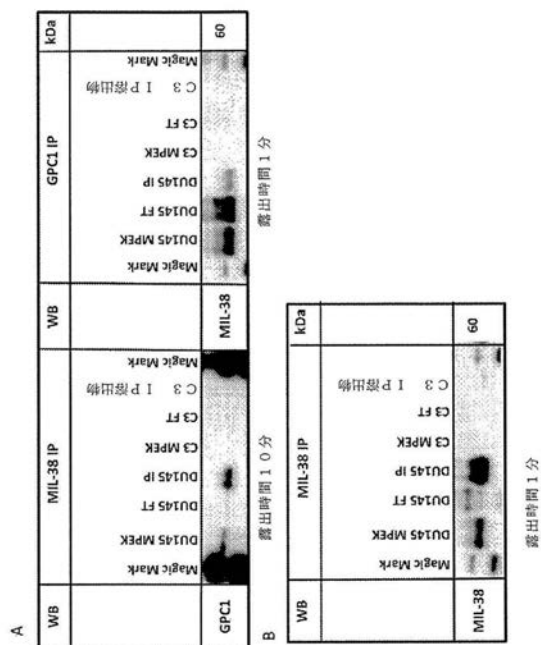 A
WB MIL-38 IP WB GPC1 IP kDa
Magic Mark
DU145 MPEK
DU145 FT
DU145 IP
C3 MPEK
C3 FT
C3 IP溶出物
Magic Mark
Magic Mark
DU145 MPEK
DU145 FT
DU145 IP
C3 MPEK
C3 FT
C3 IP溶出物
Magic Mark
GPC1 MIL-38 60
露出時間10分
露出時間1分
B
WB MIL-38 IP kDa
Magic Mark
DU145 MPEK
DU145 FT
DU145 IP
C3 MPEK
C3 FT
C3 IP溶出物
Magic Mark
MIL-38 60
露出時間1分